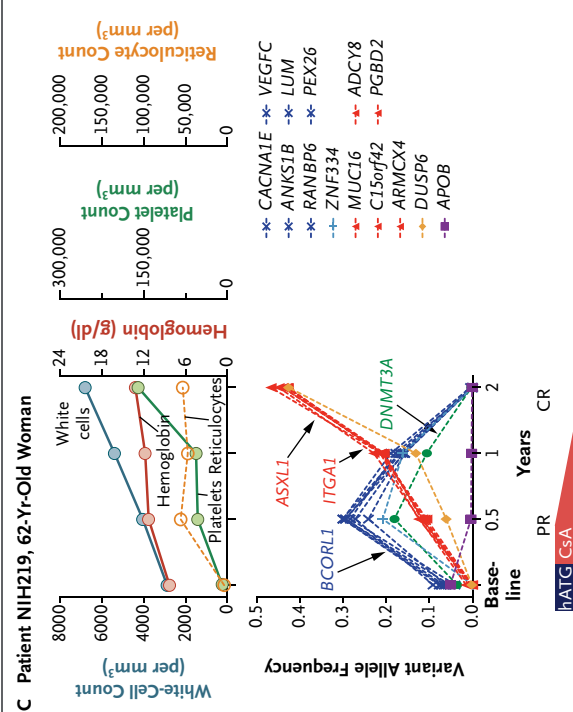 C Patient NIH219, 62-Yr-Old Woman
White-Cell Count
(per mm³)
8000
6000
4000
2000
0
White
cells
Hemoglobin
Platelets
Reticulocytes
24
18
12
6
0
Hemoglobin (g/dl)
300,000
150,000
0
Platelet Count
(per mm³)
200,000
150,000
100,000
50,000
0
Reticulocyte Count
(per mm³)
Variant Allele Frequency
0.5
0.4
0.3
0.2
0.1
0.0
ASXL1
ITGA1
BCORL1
DNMT3A
Base-
line
0.5
1
2
Years
PR
CR
hATG
CsA
CACNA1E VEGFC
ANKS1B LUM
RANBP6 PEX26
ZNF334
MUC16 ADCY8
C15orf42 PGBD2
ARMCX4
DUSP6
APOB